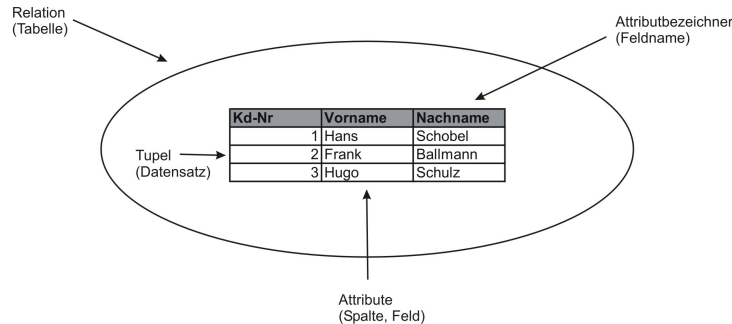 Relation
(Tabelle)
Attributbezeichner
(Feldname)
Kd-Nr Vorname Nachname
1 Hans Schobel
2 Frank Ballmann
3 Hugo Schulz
Tupel
(Datensatz)
Attribute
(Spalte, Feld)